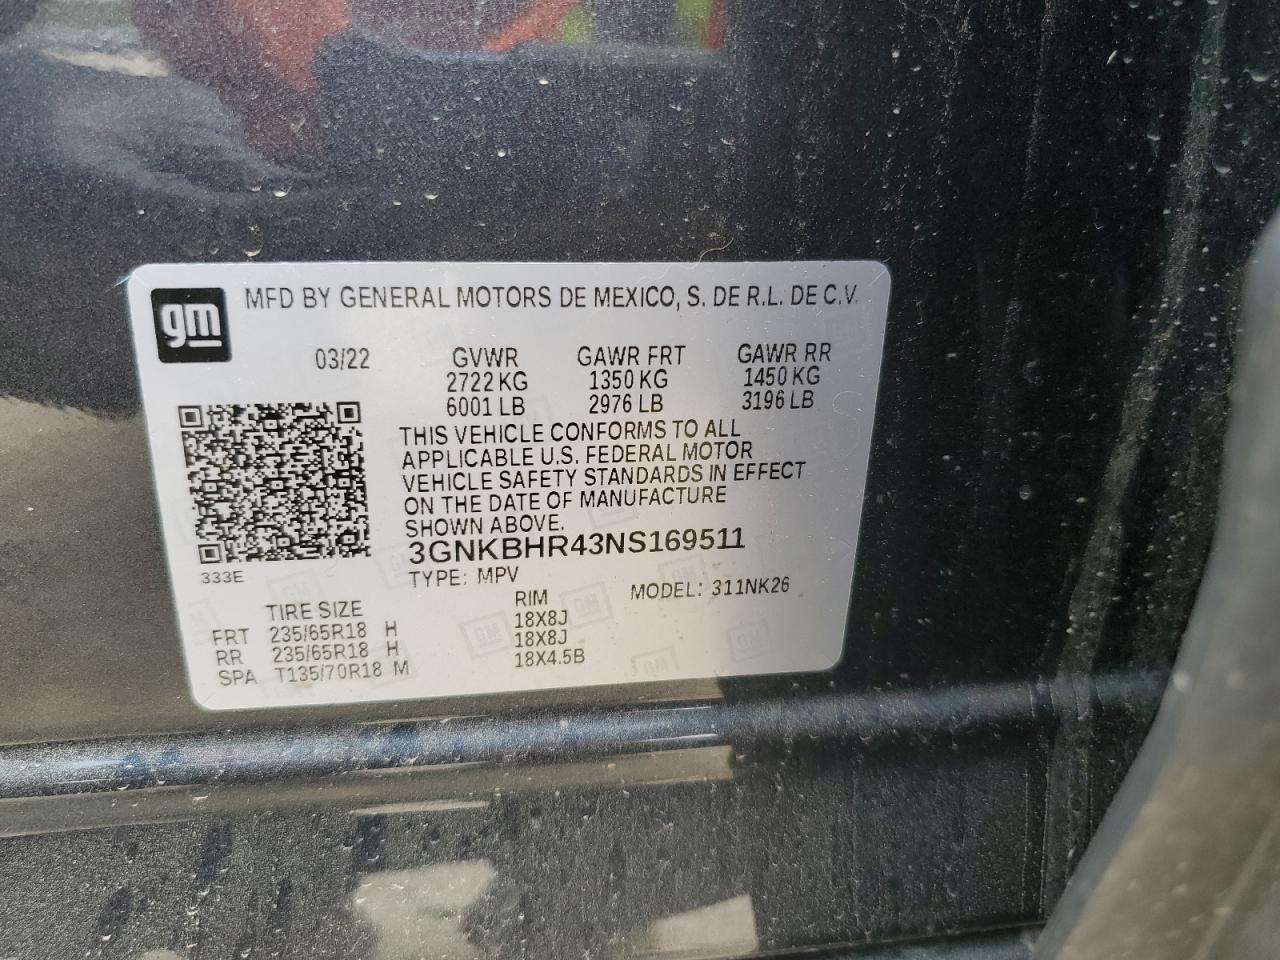 gm MFD BY GENERAL MOTORS DE MEXICO, S. DE R.L. DE C.V.
03/22 GVWR GAWR FRT GAWR RR
2722 KG 1350 KG 1450 KG
6001 LB 2976 LB 3196 LB
THIS VEHICLE CONFORMS TO ALL
APPLICABLE U.S. FEDERAL MOTOR
VEHICLE SAFETY STANDARDS IN EFFECT
ON THE DATE OF MANUFACTURE
SHOWN ABOVE.
3GNKBHR43NS169511
333E TYPE: MPV
TIRE SIZE RIM MODEL: 311NK26
FRT 235/65R18 H 18X8J
RR 235/65R18 H 18X8J
SPA T135/70R18 M 18X4.5B